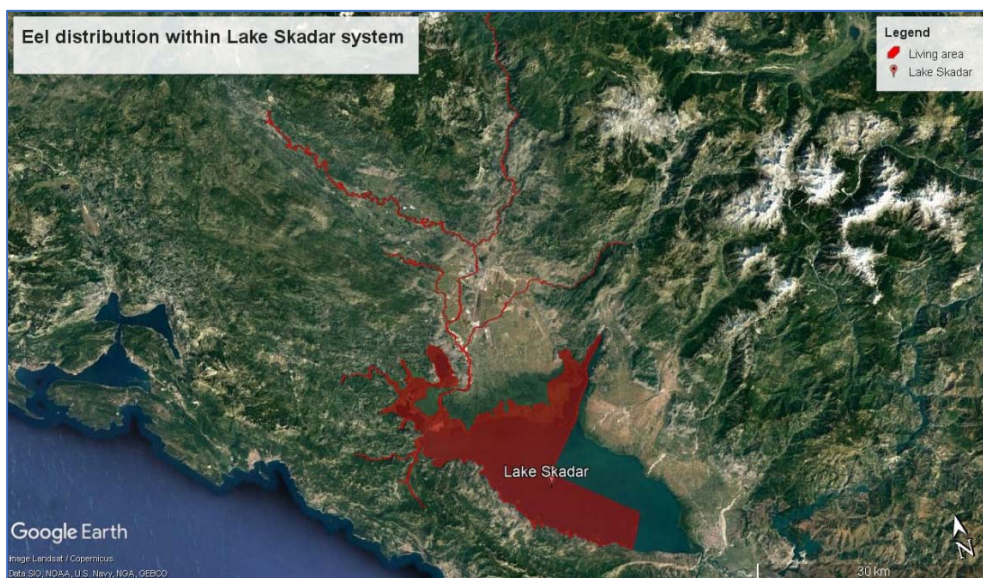 Eel distribution within Lake Skadar system
Legend
Living area
Lake Skadar
Lake Skadar
Google Earth
Image Landsat / Copernicus
Data SIO, NOAA, U.S. Navy, NGA, GEBCO
30 km
N